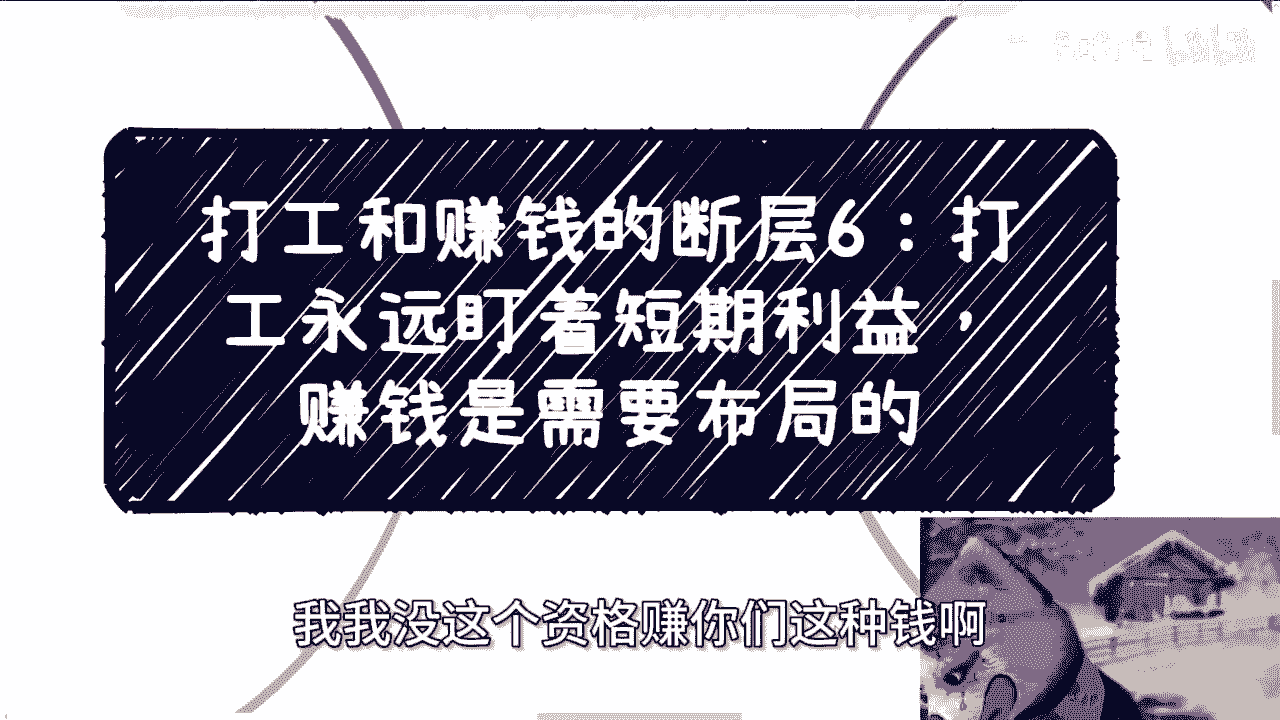 打工和赚钱的断层6：打
工永远盯着短期利益，
赚钱是需要布局的
我我没这个资格赚你们这种钱啊